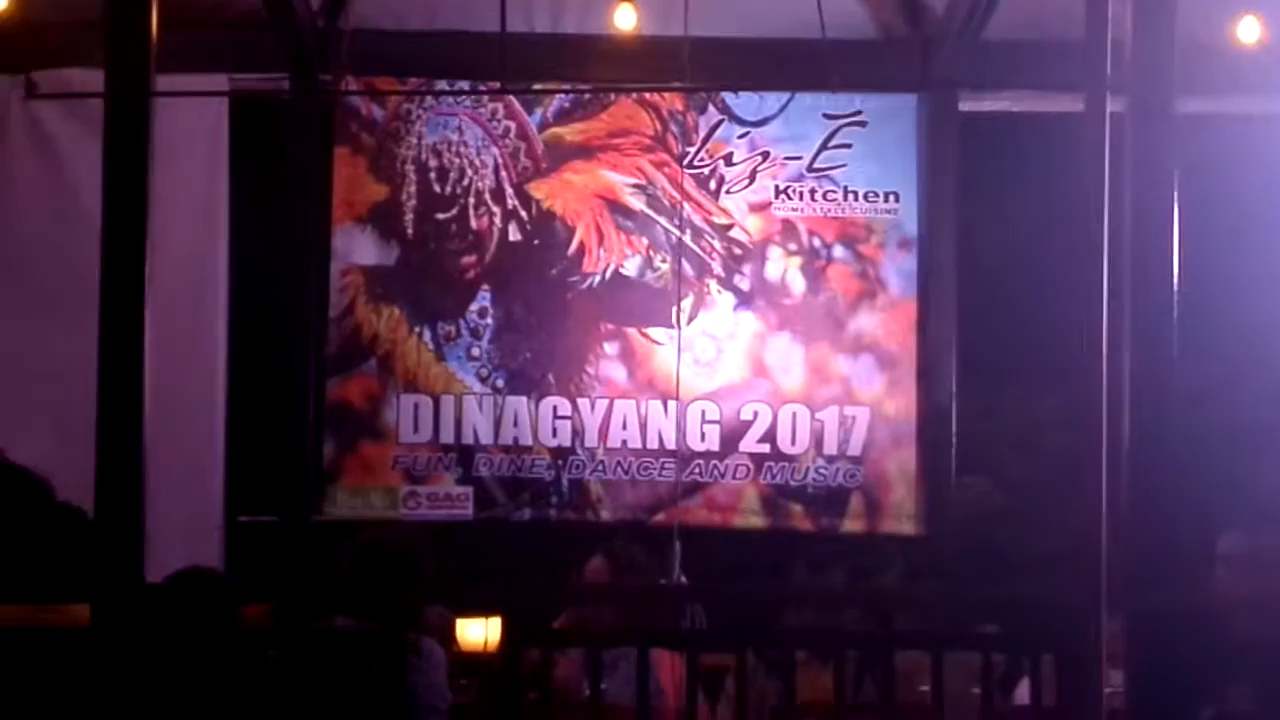 Liz-Ē
Kitchen
HOME STYLE CUISINE
DINAGYANG 2017
FUN, DINE, DANCE AND MUSIC
GAG